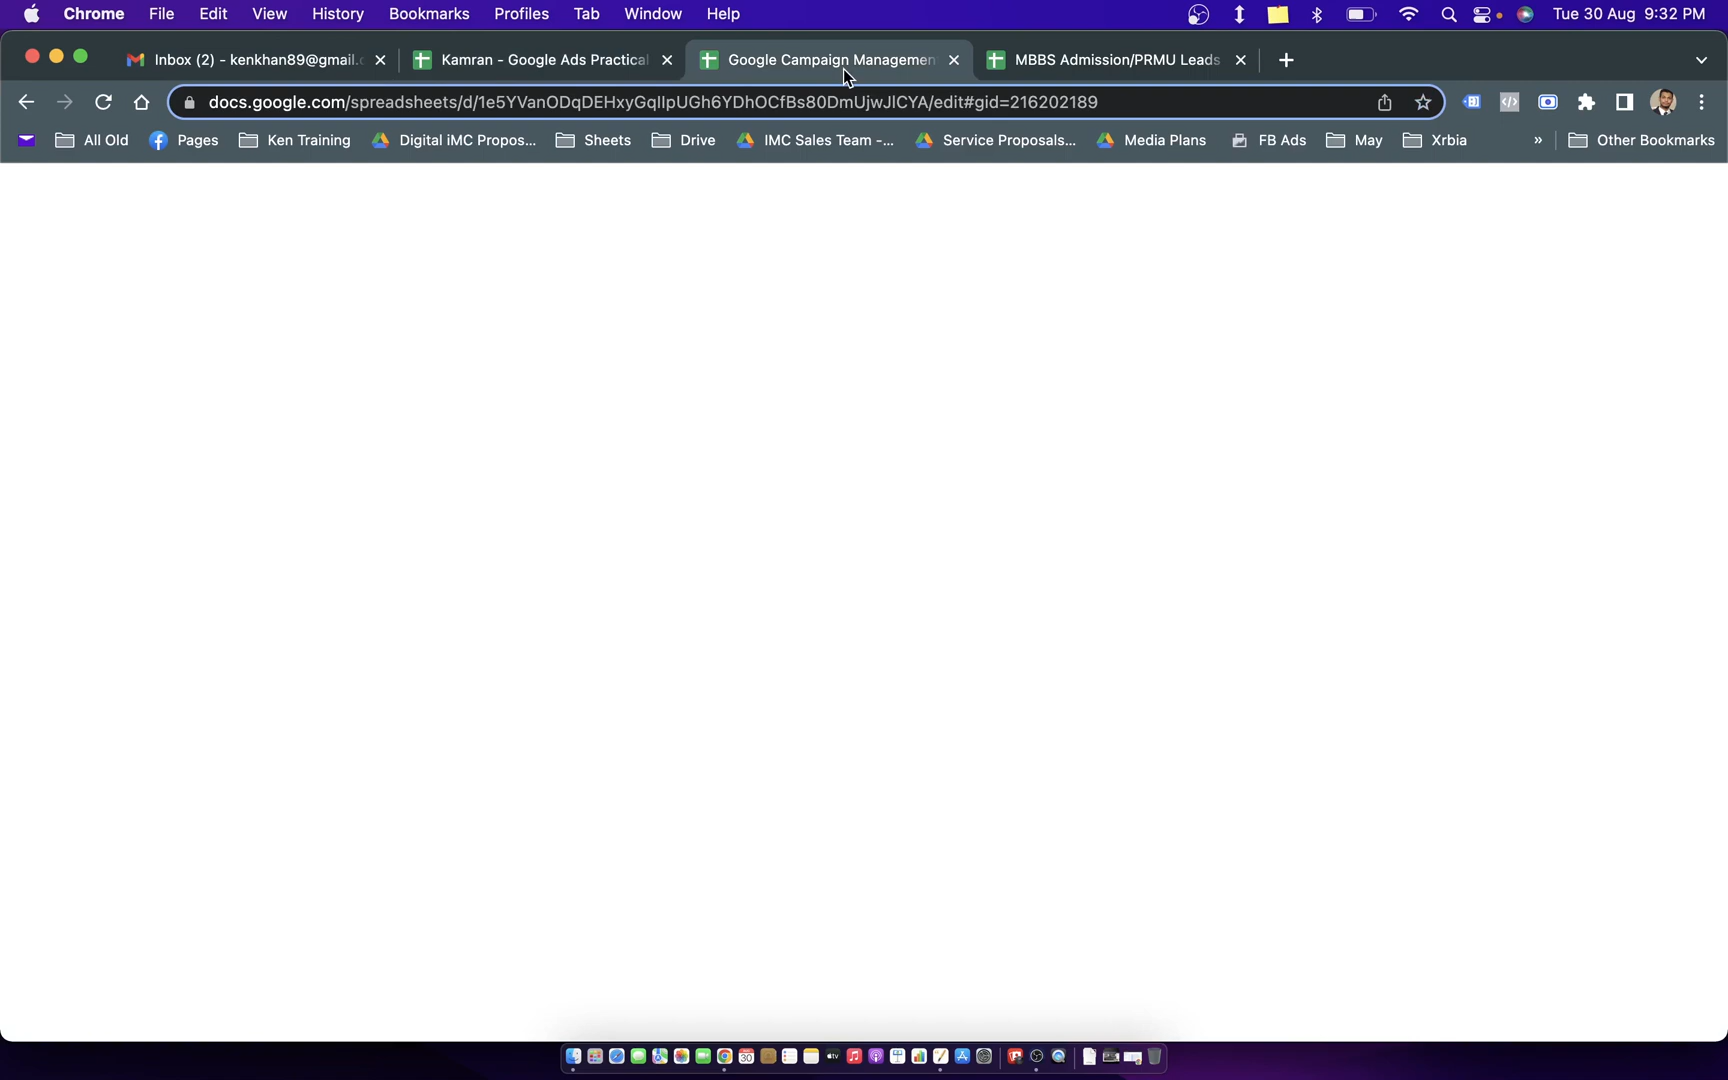 Chrome File Edit View History Bookmarks Profiles Tab Window Help Tue 30 Aug 9:32 PM
Inbox (2) - kenkhan89@gmail.c Kamran - Google Ads Practical Google Campaign Managemen MBBS Admission/PRMU Leads
docs.google.com/spreadsheets/d/1e5YVanODqDEHxyGqIlpUGh6YDhOCfBs80DmUjwJlCYA/edit#gid=216202189
All Old Pages Ken Training Digital iMC Propos... Sheets Drive IMC Sales Team -... Service Proposals... Media Plans FB Ads May Xrbia » Other Bookmarks
30